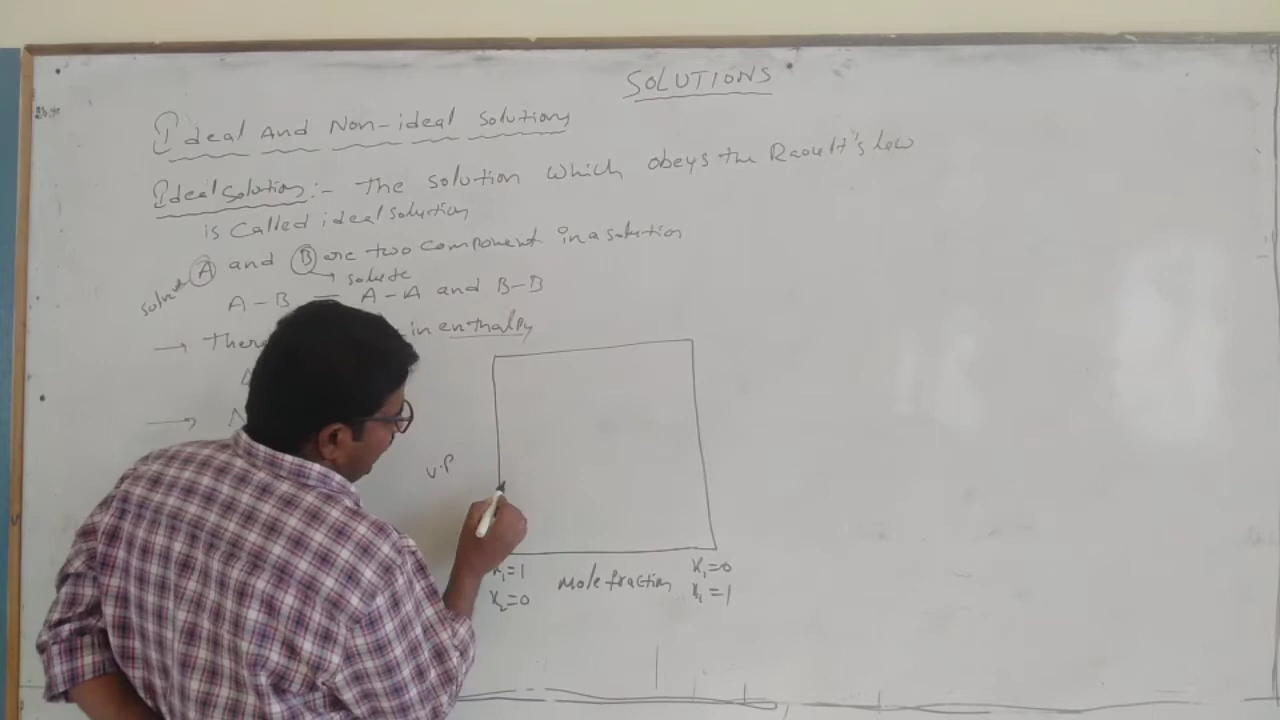 SOLUTIONS
Ideal And Non-ideal solutions
Ideal solution:- The solution which obeys the Raoult's law
is called ideal solution
A and B are two component in a solution
solute
A-B = A-A and B-B
→ There in enthalpy
→
V.P
x₁=1 mole fraction x₁=0
x₂=0 =1